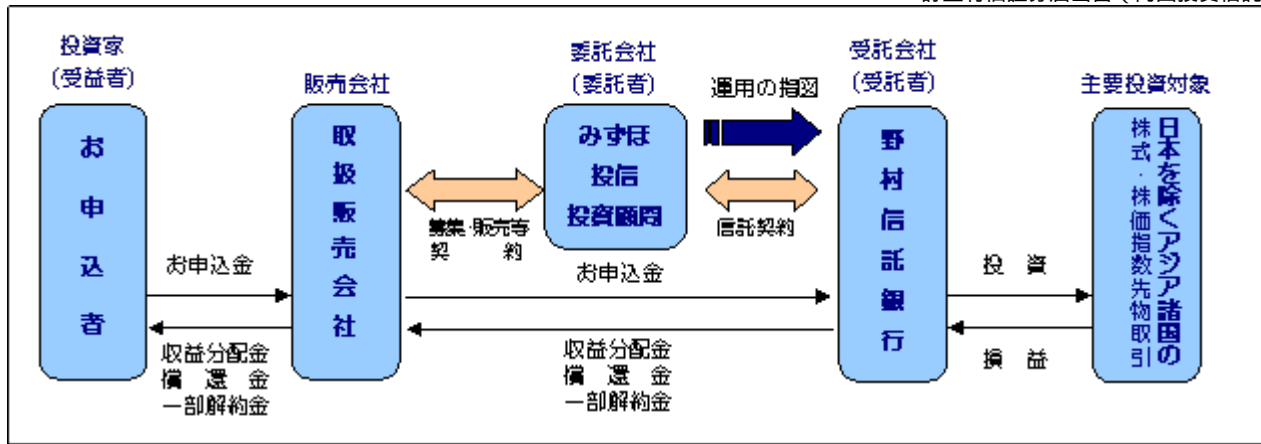 投資家
(受益者)
お申込者
販売会社
取扱販売会社
委託会社
(委託者)
みずほ
投信
投資顧問
受託会社
(受託者)
野村信託銀行
主要投資対象
日本を除くアジア諸国の
株式・株価指数先物取引
運用の指図
募集・販売等
契約
信託契約
お申込金
お申込金
投資
収益分配金
償還金
一部解約金
収益分配金
償還金
一部解約金
損益